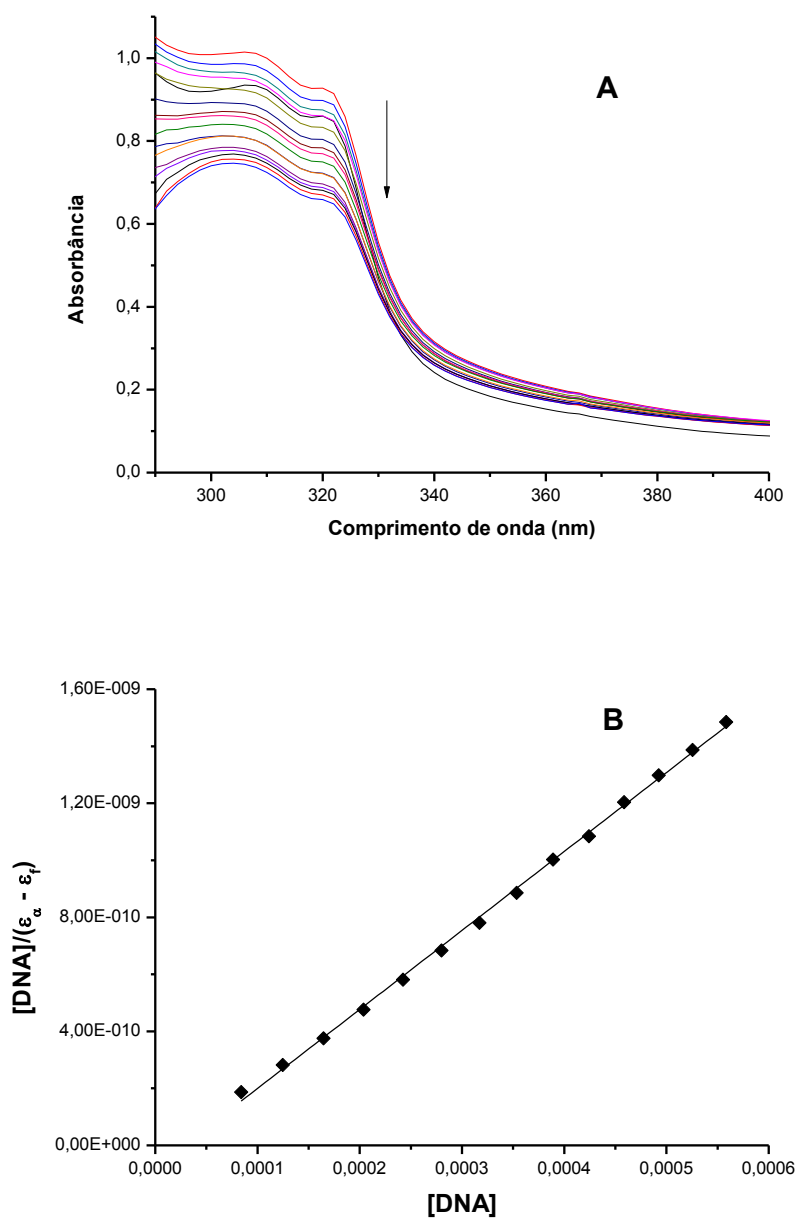 A
1,0
0,8
0,6
0,4
0,2
0,0
Absorbância
300
320
340
360
380
400
Comprimento de onda (nm)
B
1,60E-009
1,20E-009
8,00E-010
4,00E-010
0,00E+000
[DNA]/(εα - εf)
0,0000
0,0001
0,0002
0,0003
0,0004
0,0005
0,0006
[DNA]